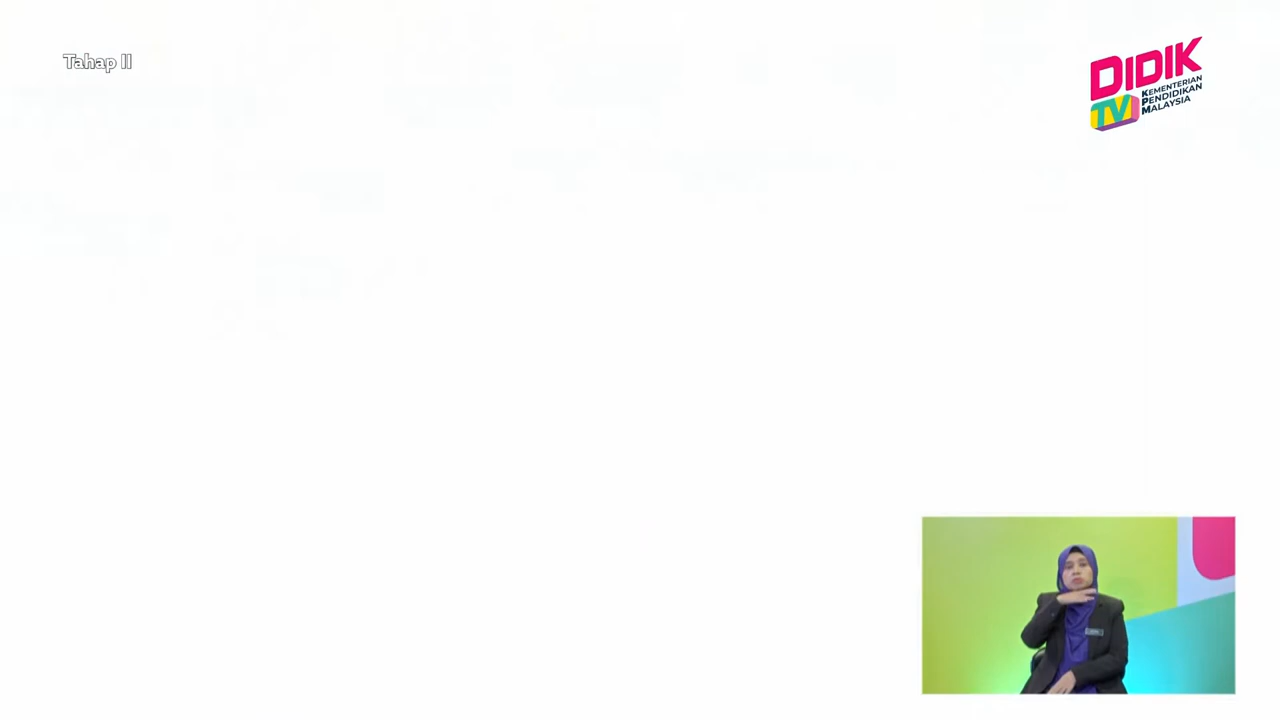 Tahap II
DIDIK
TV
KEMENTERIAN
PENDIDIKAN
MALAYSIA